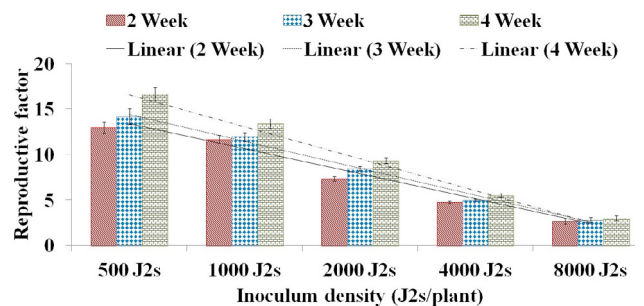 2 Week 3 Week 4 Week
Linear (2 Week) Linear (3 Week) Linear (4 Week)
20
15
10
5
0
Reproductive factor
500 J2s 1000 J2s 2000 J2s 4000 J2s 8000 J2s
Inoculum density (J2s/plant)